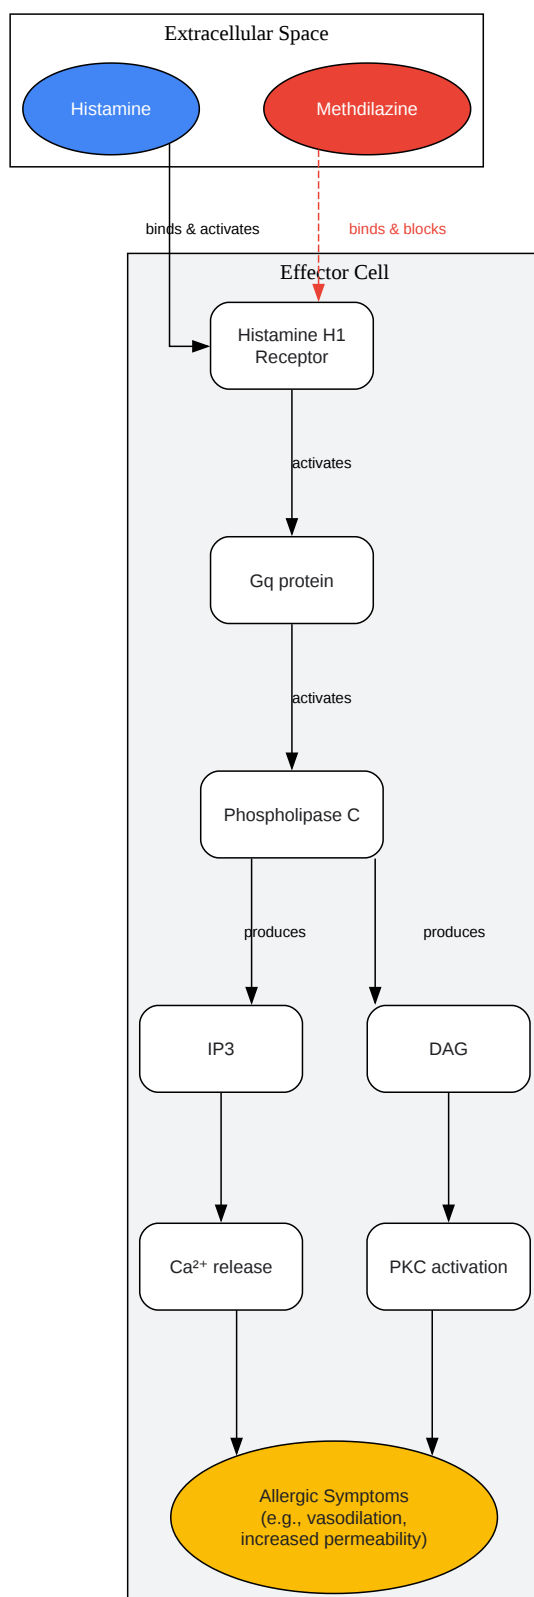 Extracellular Space
Histamine
Methdilazine
binds & activates
binds & blocks
Effector Cell
Histamine H1
Receptor
activates
Gq protein
activates
Phospholipase C
produces
produces
IP3
DAG
Ca²⁺ release
PKC activation
Allergic Symptoms
(e.g., vasodilation,
increased permeability)